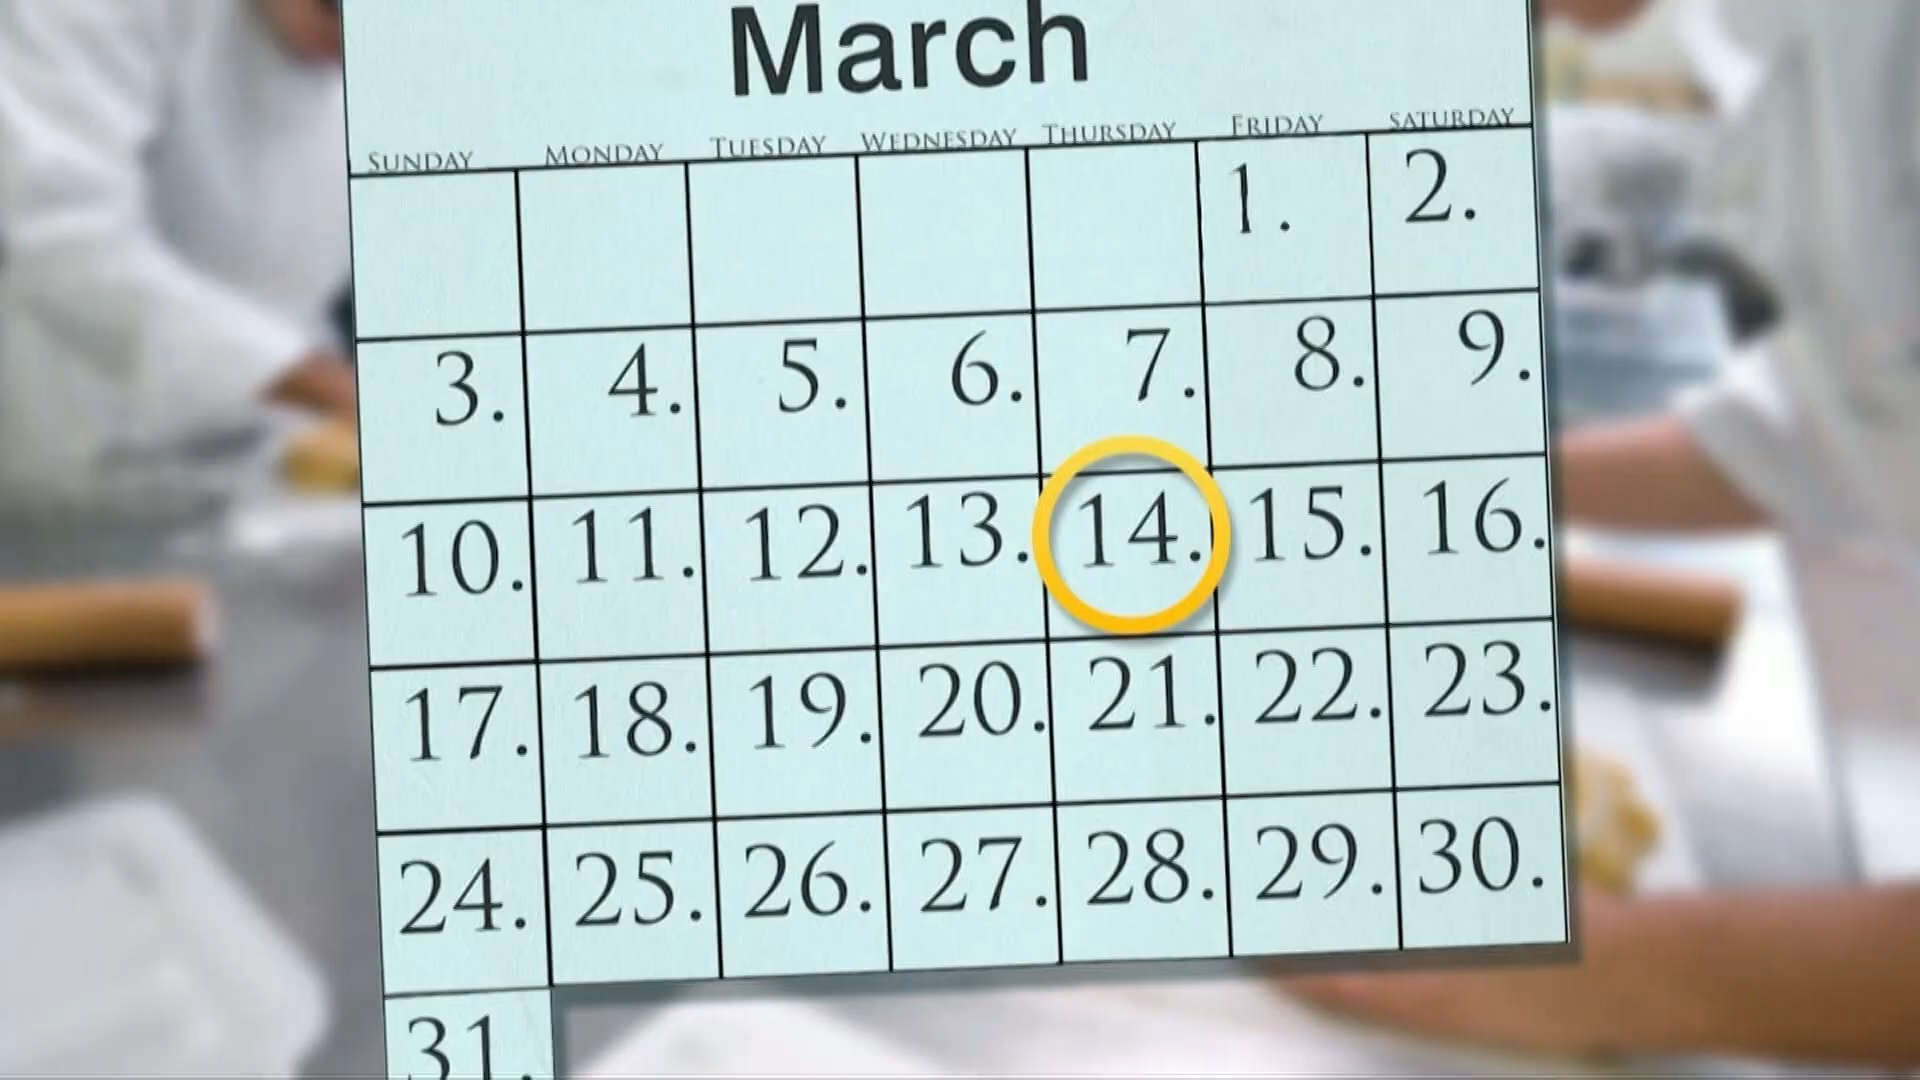 March
SUNDAY MONDAY TUESDAY WEDNESDAY THURSDAY FRIDAY SATURDAY
1. 2.
3. 4. 5. 6. 7. 8. 9.
10. 11. 12. 13. 14. 15. 16.
17. 18. 19. 20. 21. 22. 23.
24. 25. 26. 27. 28. 29. 30.
31.